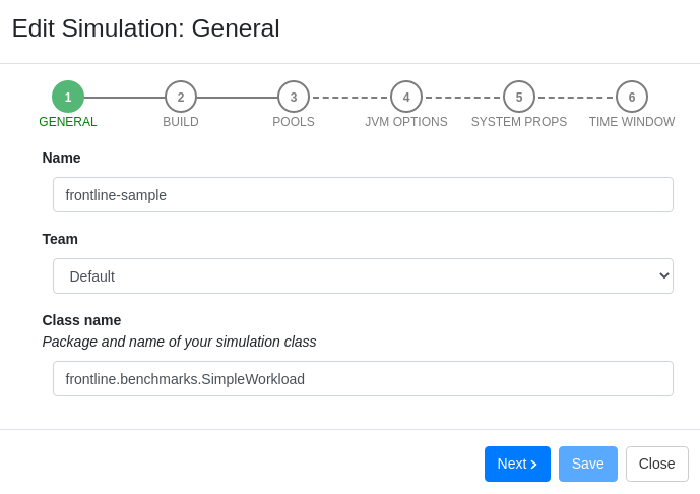 Edit Simulation: General
1 2 3 4 5 6
GENERAL BUILD POOLS JVM OPTIONS SYSTEM PROPS TIME WINDOW
Name
frontline-sample
Team
Default
Class name
Package and name of your simulation class
frontline.benchmarks.SimpleWorkload
Next Save Close